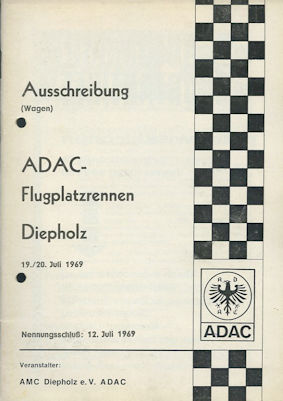 Ausschreibung
(Wagen)
ADAC-
Flugplatzrennen
Diepholz
19./20. Juli 1969
Nennungsschluß: 12. Juli 1969
Veranstalter:
AMC Diepholz e. V. ADAC
A D A C
ADAC